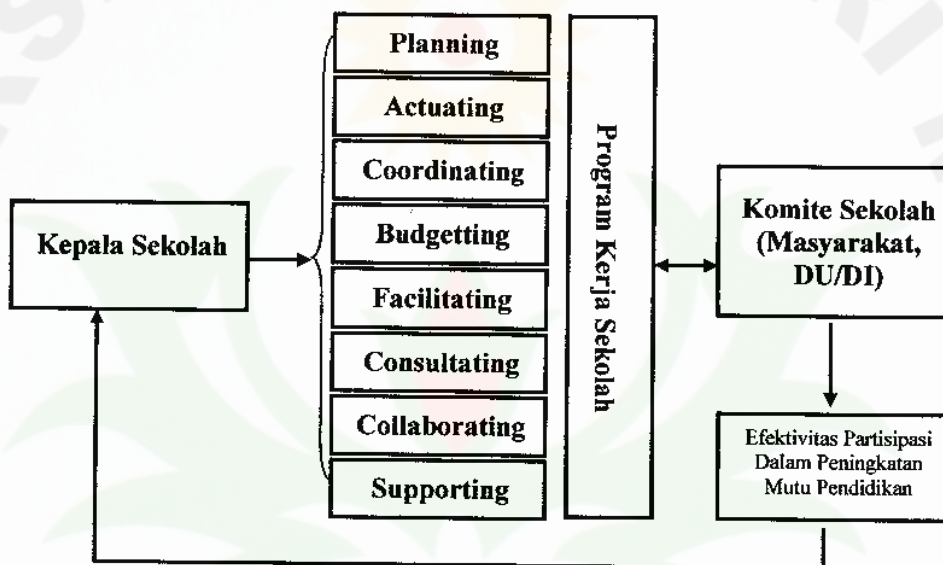 Planning
Actuating
Coordinating
Budgetting
Facilitating
Consultating
Collaborating
Supporting
Kepala Sekolah
Program Kerja Sekolah
Komite Sekolah
(Masyarakat,
DU/DI)
Efektivitas Partisipasi
Dalam Peningkatan
Mutu Pendidikan